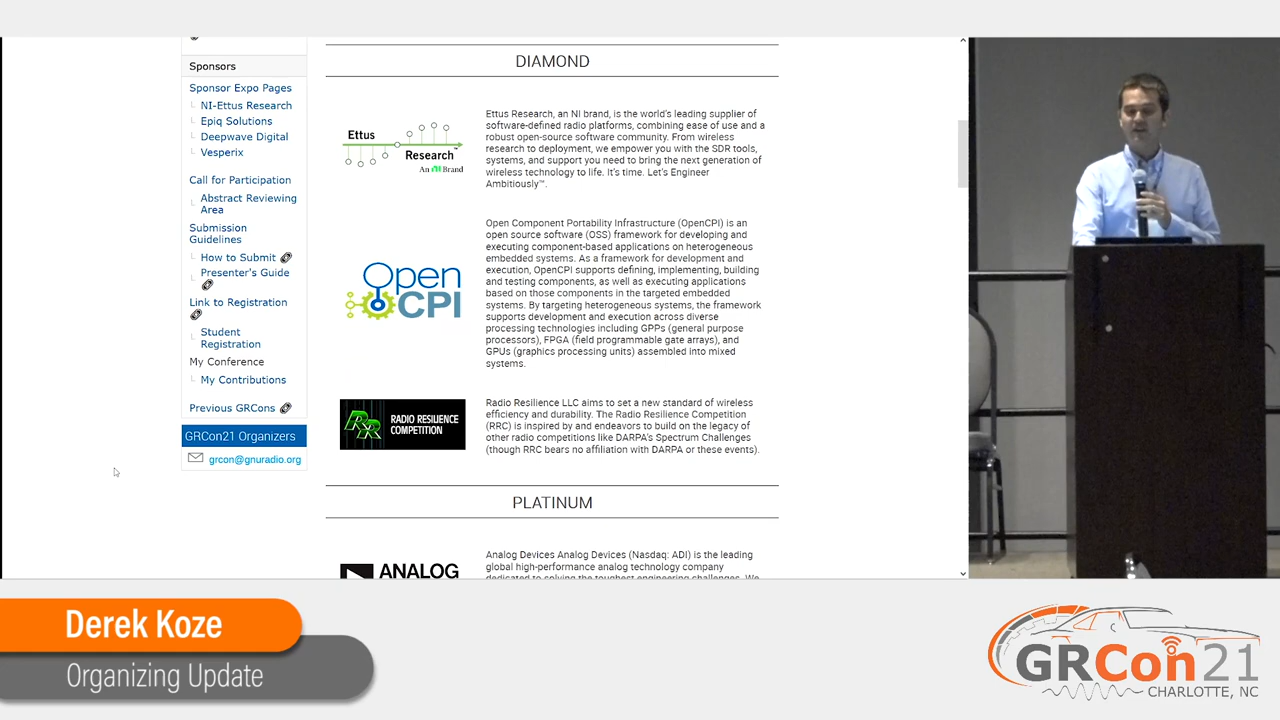 Sponsors
Sponsor Expo Pages
NI-Ettus Research
Epiq Solutions
Deepwave Digital
Vesperix
Call for Participation
Abstract Reviewing
Area
Submission
Guidelines
How to Submit
Presenter's Guide
Link to Registration
Student
Registration
My Conference
My Contributions
Previous GRCons
GRCon21 Organizers
grcon@gnuradio.org
DIAMOND
Ettus
Research™
An NI Brand
Ettus Research, an NI brand, is the world's leading supplier of
software-defined radio platforms, combining ease of use and a
robust open-source software community. From wireless
research to deployment, we empower you with the SDR tools,
systems, and support you need to bring the next generation of
wireless technology to life. It's time. Let's Engineer
Ambitiously™.
Open
CPI
Open Component Portability Infrastructure (OpenCPI) is an
open source software (OSS) framework for developing and
executing component-based applications on heterogeneous
embedded systems. As a framework for development and
execution, OpenCPI supports defining, implementing, building
and testing components, as well as executing applications
based on those components in the targeted embedded
systems. By targeting heterogeneous systems, the framework
supports development and execution across diverse
processing technologies including GPPs (general purpose
processors), FPGA (field programmable gate arrays), and
GPUs (graphics processing units) assembled into mixed
systems.
RR
RADIO RESILIENCE
COMPETITION
Radio Resilience LLC aims to set a new standard of wireless
efficiency and durability. The Radio Resilience Competition
(RRC) is inspired by and endeavors to build on the legacy of
other radio competitions like DARPA's Spectrum Challenges
(though RRC bears no affiliation with DARPA or these events).
PLATINUM
ANALOG
Analog Devices Analog Devices (Nasdaq: ADI) is the leading
global high-performance analog technology company
dedicated to solving the toughest engineering challenges. We
Derek Koze
Organizing Update
GRCon21
CHARLOTTE, NC